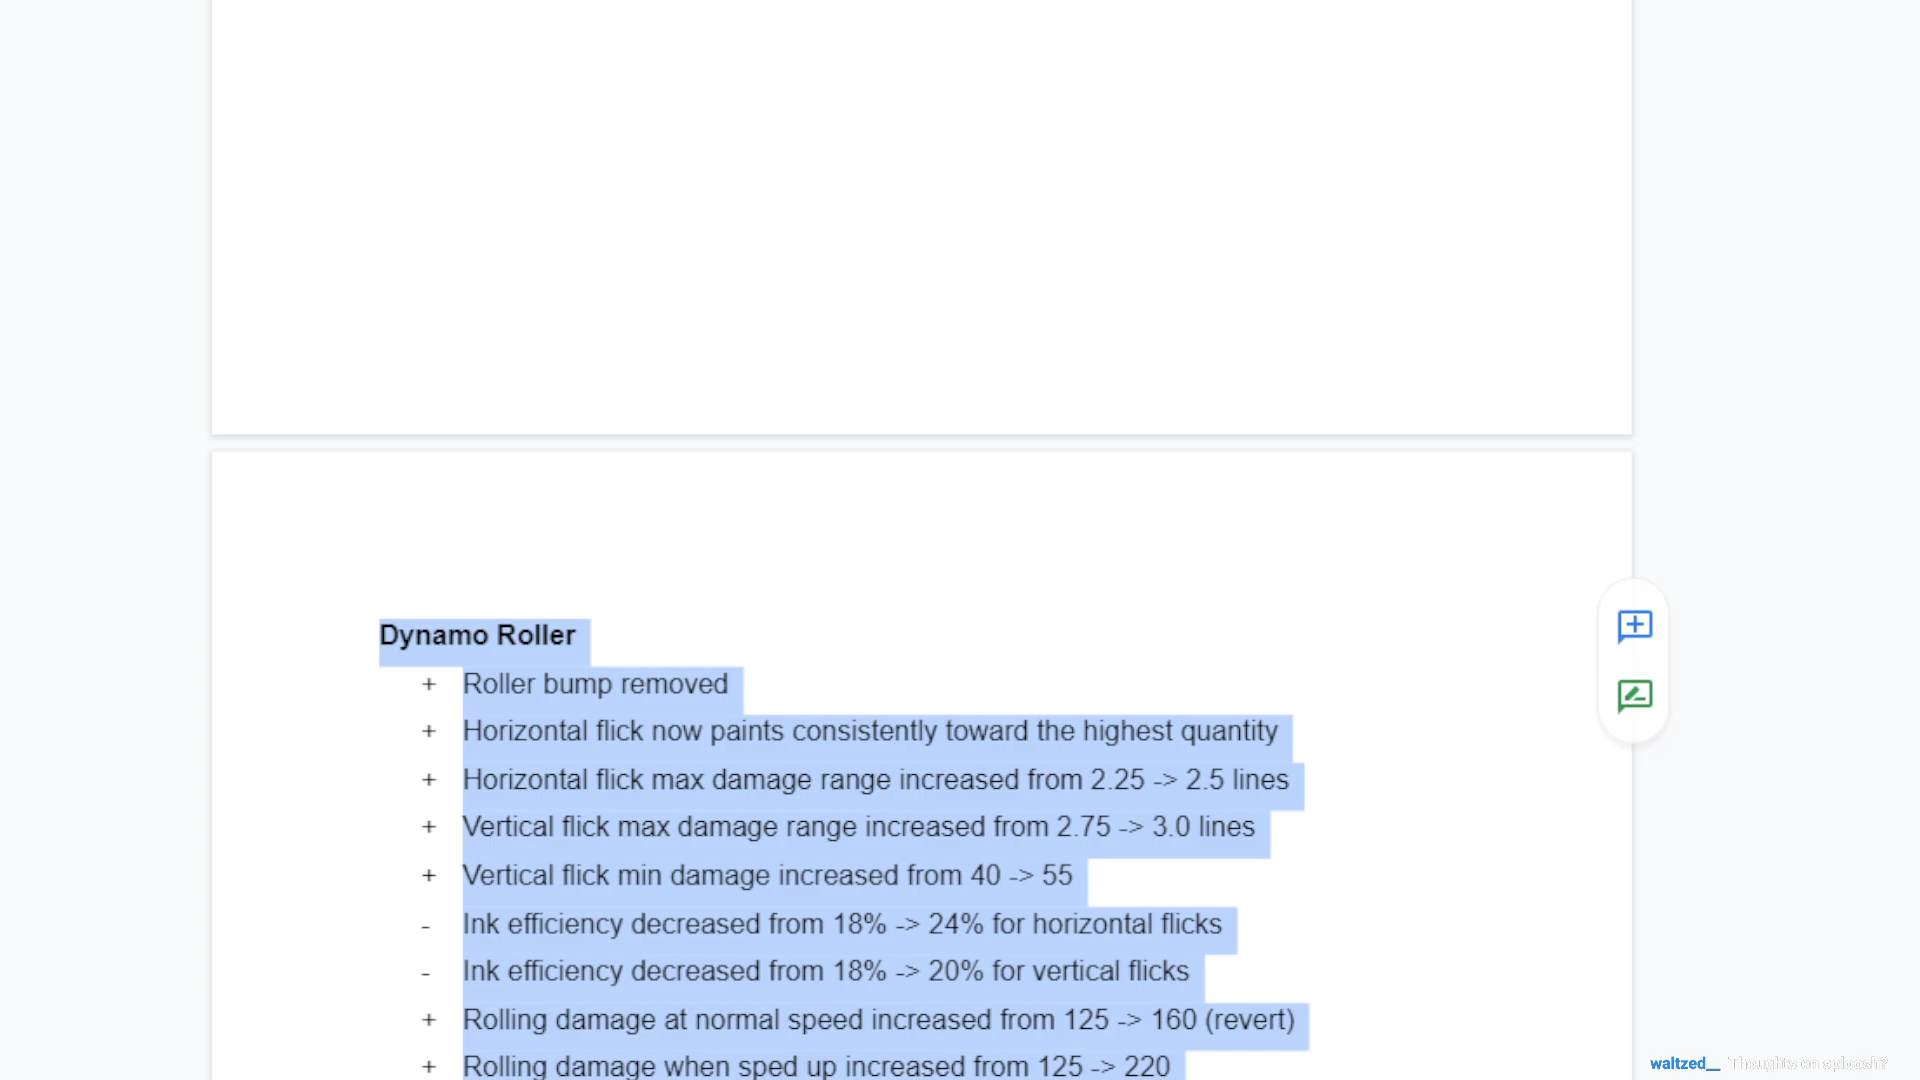 Dynamo Roller
+ Roller bump removed
+ Horizontal flick now paints consistently toward the highest quantity
+ Horizontal flick max damage range increased from 2.25 -> 2.5 lines
+ Vertical flick max damage range increased from 2.75 -> 3.0 lines
+ Vertical flick min damage increased from 40 -> 55
- Ink efficiency decreased from 18% -> 24% for horizontal flicks
- Ink efficiency decreased from 18% -> 20% for vertical flicks
+ Rolling damage at normal speed increased from 125 -> 160 (revert)
+ Rolling damage when sped up increased from 125 -> 220
waltzed__ Thoughts on sploosh?